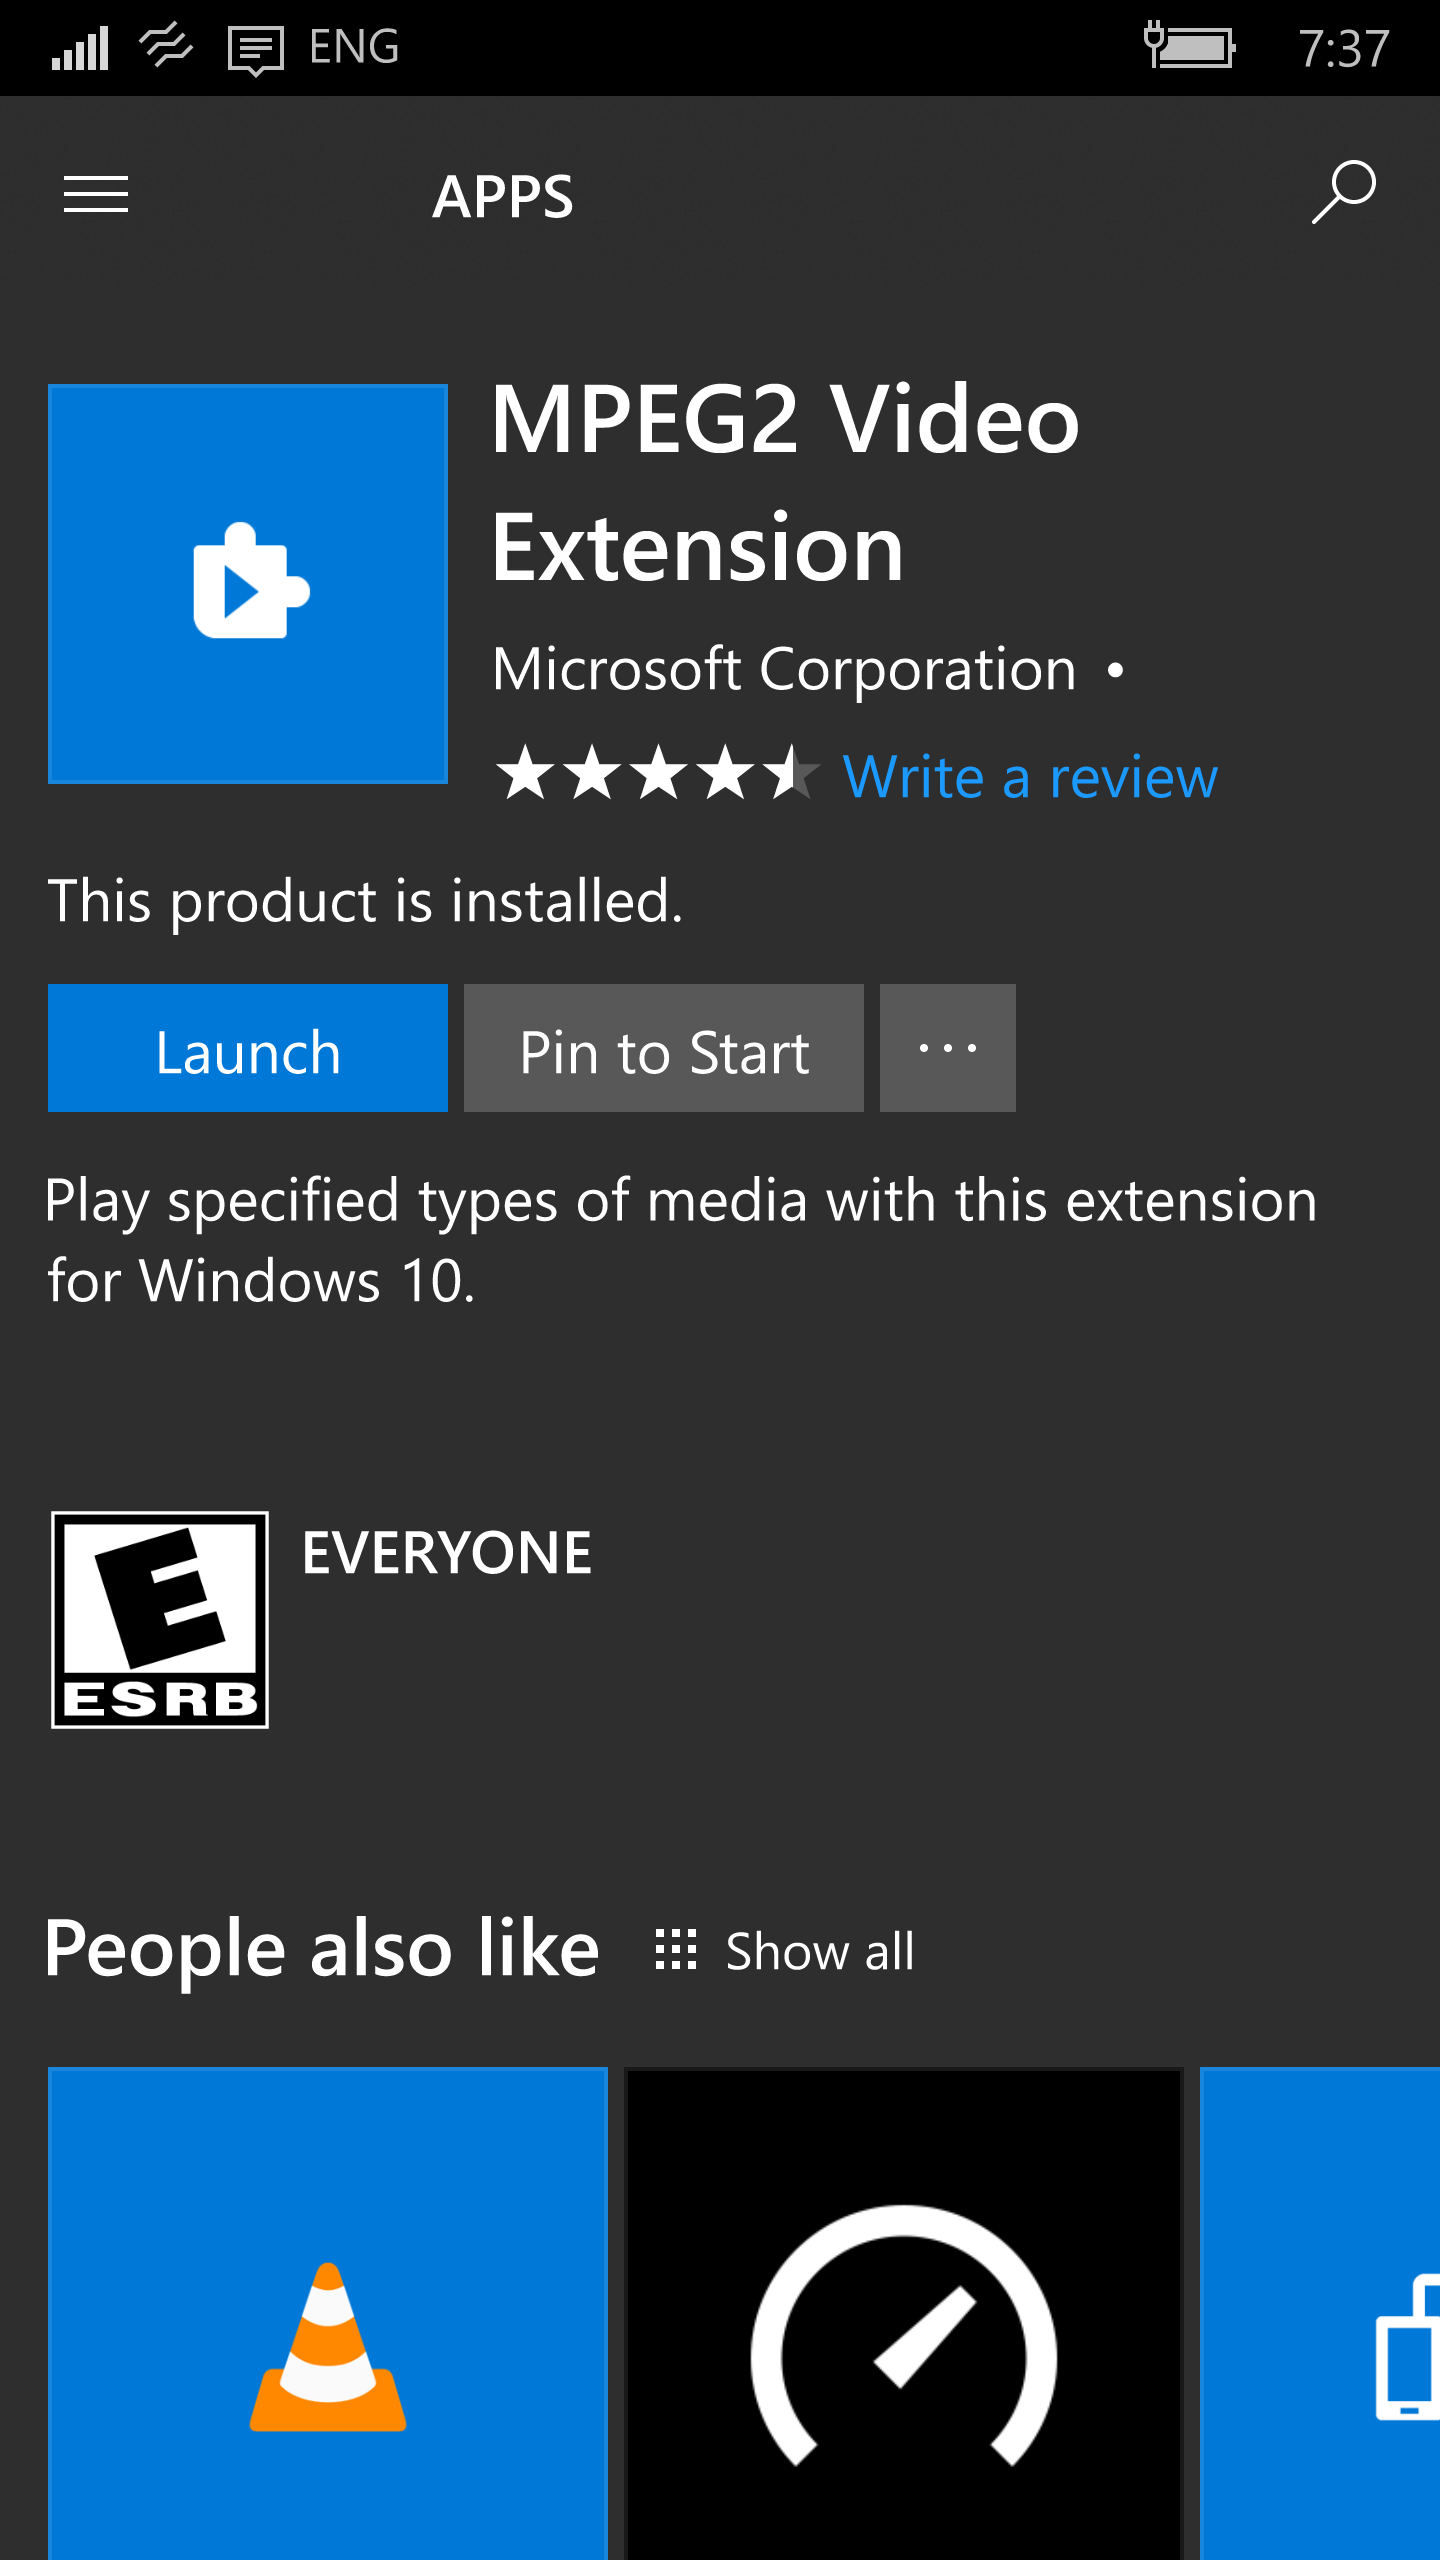 ENG
7:37
APPS
MPEG2 Video
Extension
Microsoft Corporation •
Write a review
This product is installed.
Launch
Pin to Start
...
Play specified types of media with this extension
for Windows 10.
E
ESRB
EVERYONE
People also like
Show all